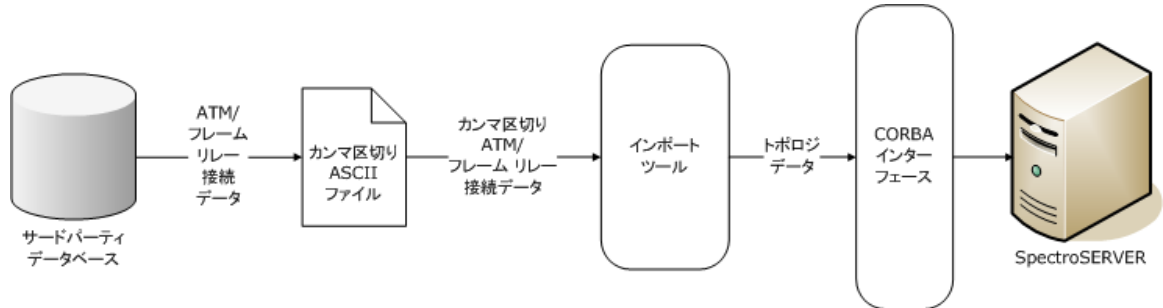 サードパーティ
データベース
ATM/
フレーム
リレー
接続
データ
カンマ区切り
ASCII
ファイル
カンマ区切り
ATM/
フレーム リレー
接続データ
インポート
ツール
トポロジ
データ
CORBA
インター
フェース
SpectroSERVER